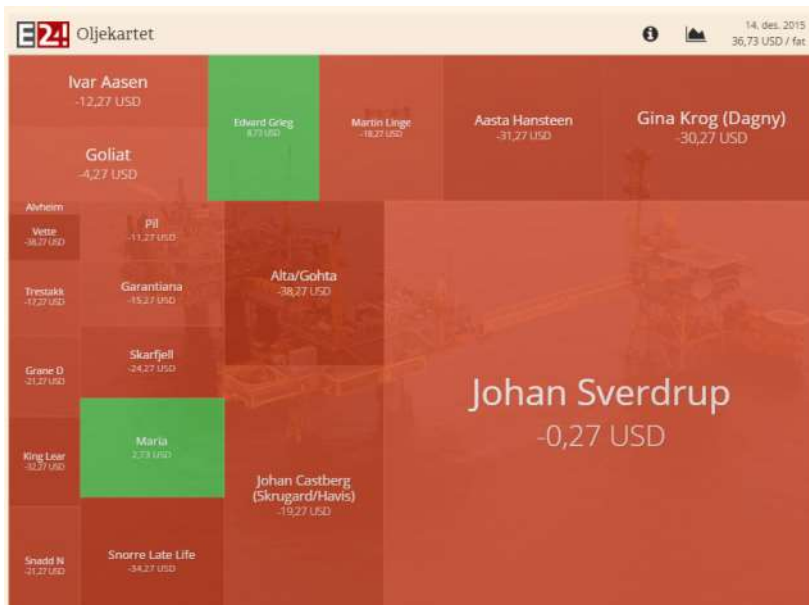 E24! Oljekartet
14. des. 2015
36,73 USD / fat
Ivar Aasen
-12,27 USD
Goliat
-4,27 USD
Edvard Grieg
8,73 USD
Martin Linge
-18,27 USD
Aasta Hansteen
-31,27 USD
Gina Krog (Dagny)
-30,27 USD
Alvheim
Vette
-38,27 USD
Pil
-11,27 USD
Trestakk
-17,27 USD
Garantiana
-15,27 USD
Alta/Gohta
-38,27 USD
Skarfjell
-24,27 USD
Grane D
-21,27 USD
Johan Sverdrup
-0,27 USD
Maria
2,73 USD
King Lear
-32,27 USD
Johan Castberg
(Skrugard/Havis)
-19,27 USD
Snadd N
-21,27 USD
Snorre Late Life
-34,27 USD